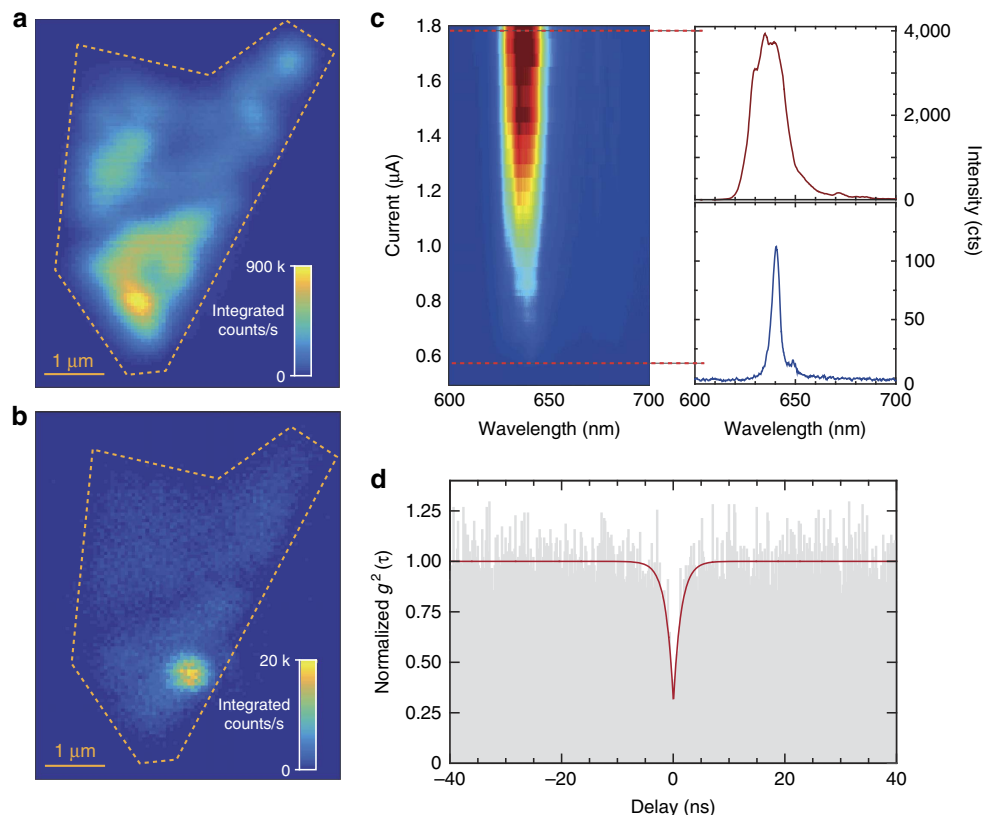 a
900 k
Integrated
counts/s
0
1 μm
b
20 k
Integrated
counts/s
0
1 μm
c
1.8
1.6
1.4
1.2
1.0
0.8
0.6
Current (μA)
600
650
700
Wavelength (nm)
4,000
2,000
0
100
50
0
Intensity (cts)
600
650
700
Wavelength (nm)
d
1.25
1.00
0.75
0.50
0.25
0
Normalized g² (τ)
−40
−20
0
20
40
Delay (ns)